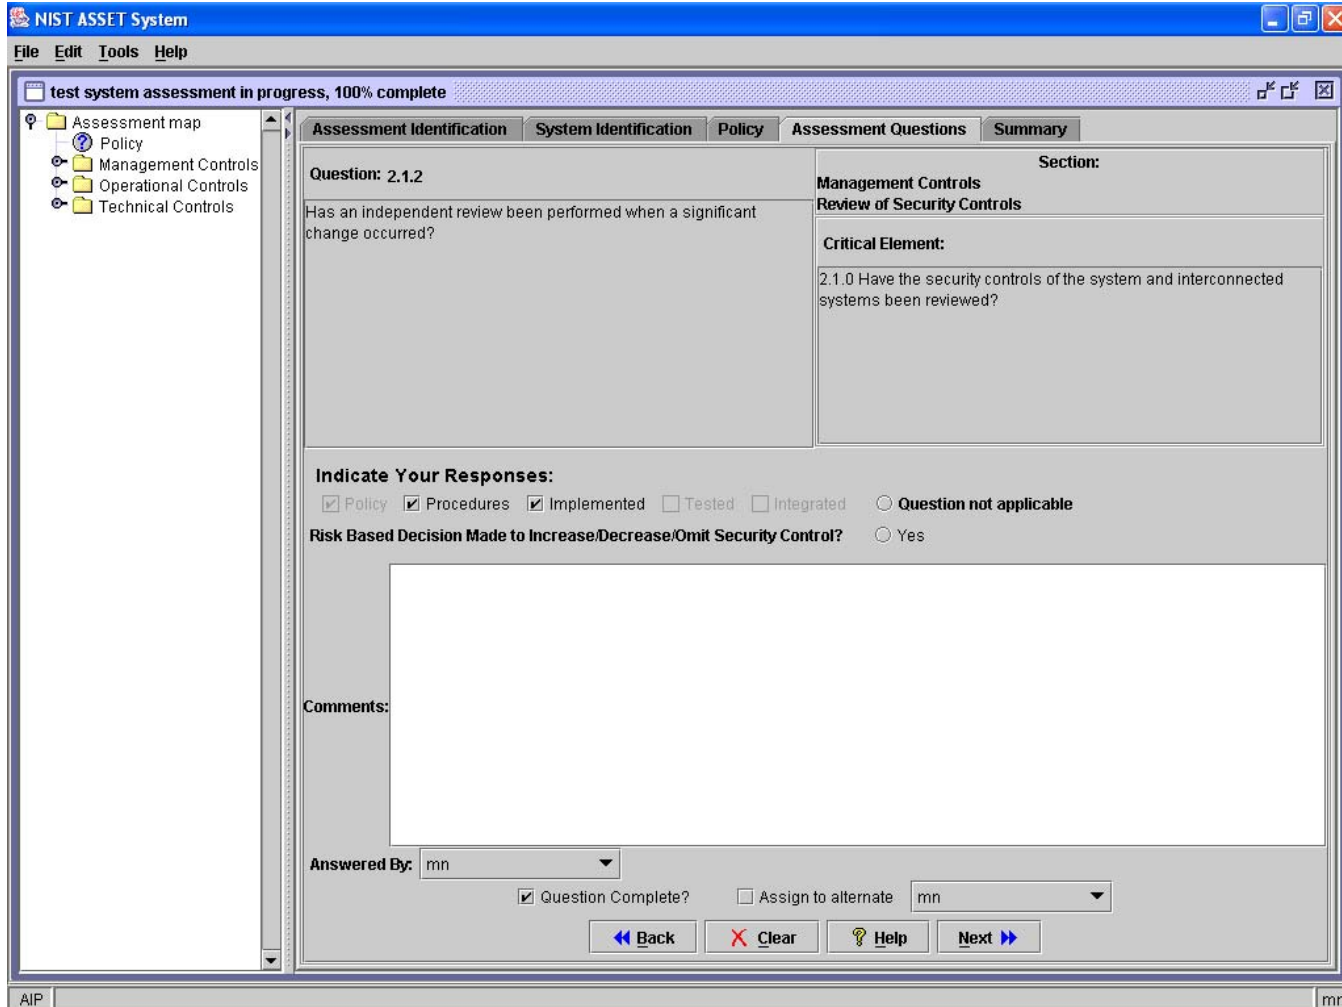 NIST ASSET System
File Edit Tools Help
test system assessment in progress, 100% complete
Assessment map
Policy
Management Controls
Operational Controls
Technical Controls
Assessment Identification System Identification Policy Assessment Questions Summary
Question: 2.1.2
Has an independent review been performed when a significant
change occurred?
Section:
Management Controls
Review of Security Controls
Critical Element:
2.1.0 Have the security controls of the system and interconnected
systems been reviewed?
Indicate Your Responses:
Policy Procedures Implemented Tested Integrated Question not applicable
Risk Based Decision Made to Increase/Decrease/Omit Security Control? Yes
Comments:
Answered By: mn
Question Complete? Assign to alternate mn
Back Clear Help Next
AIP mn